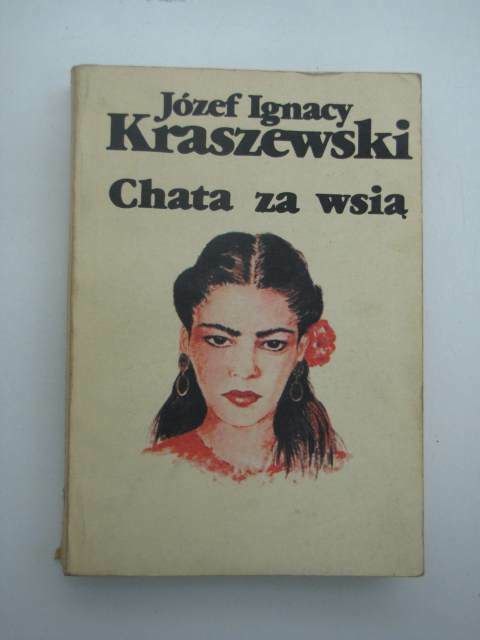 Józef Ignacy
Kraszewski
Chata za wsią